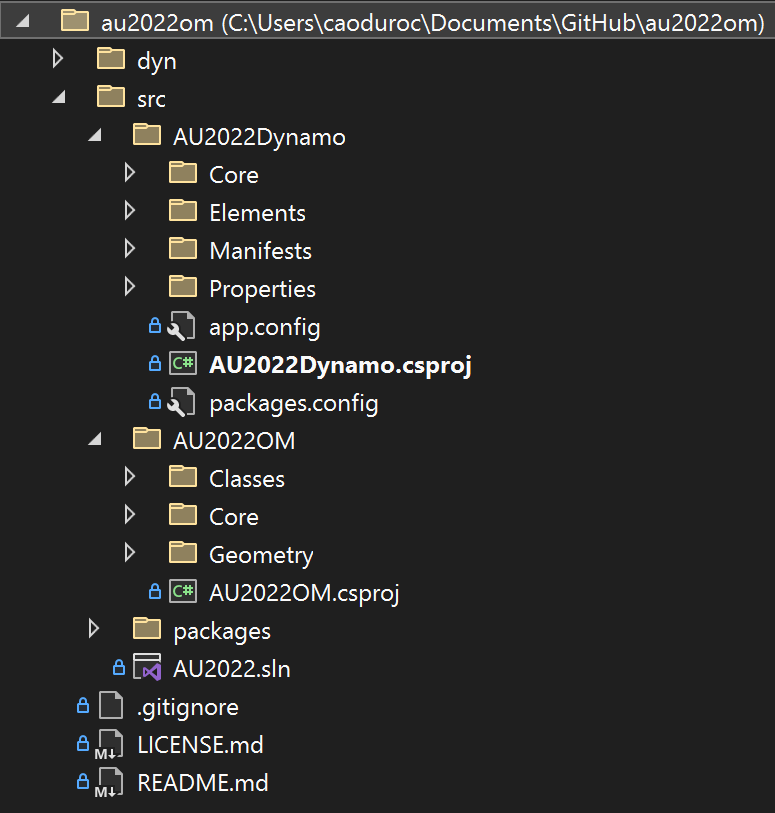 au2022om (C:\Users\caoduroc\Documents\GitHub\au2022om)
dyn
src
AU2022Dynamo
Core
Elements
Manifests
Properties
app.config
C# AU2022Dynamo.csproj
packages.config
AU2022OM
Classes
Core
Geometry
C# AU2022OM.csproj
packages
AU2022.sln
.gitignore
M↓ LICENSE.md
M↓ README.md